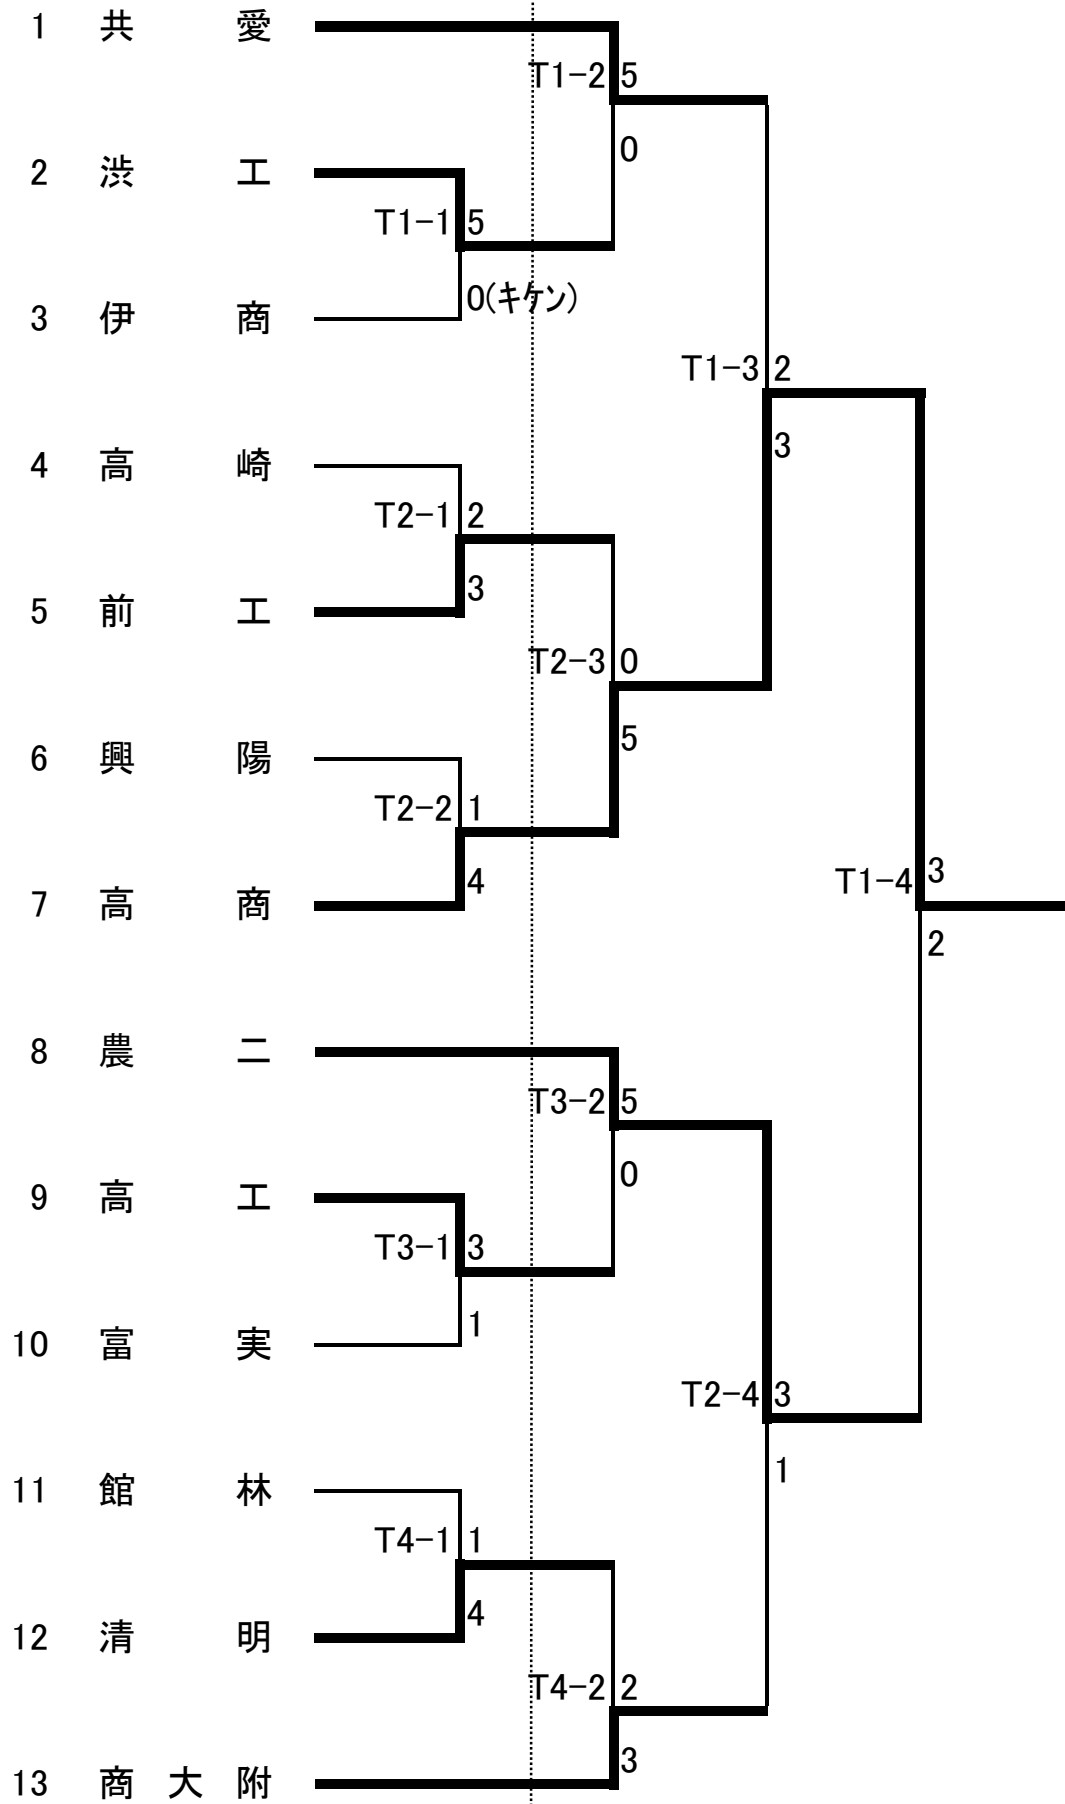 1 共 愛
T1-2 5
0
2 渋 工
T1-1 5
0(キケン)
3 伊 商
T1-3 2
3
4 高 崎
T2-1 2
3
5 前 工
T2-3 0
5
6 興 陽
T2-2 1
4
7 高 商
T1-4 3
2
8 農 二
T3-2 5
0
9 高 工
T3-1 3
1
10 富 実
T2-4 3
1
11 館 林
T4-1 1
4
12 清 明
T4-2 2
3
13 商 大 附